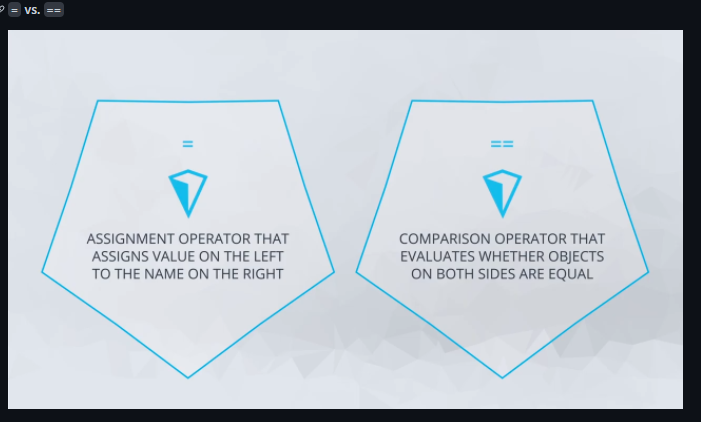 = vs. ==
=
ASSIGNMENT OPERATOR THAT
ASSIGNS VALUE ON THE LEFT
TO THE NAME ON THE RIGHT
==
COMPARISON OPERATOR THAT
EVALUATES WHETHER OBJECTS
ON BOTH SIDES ARE EQUAL